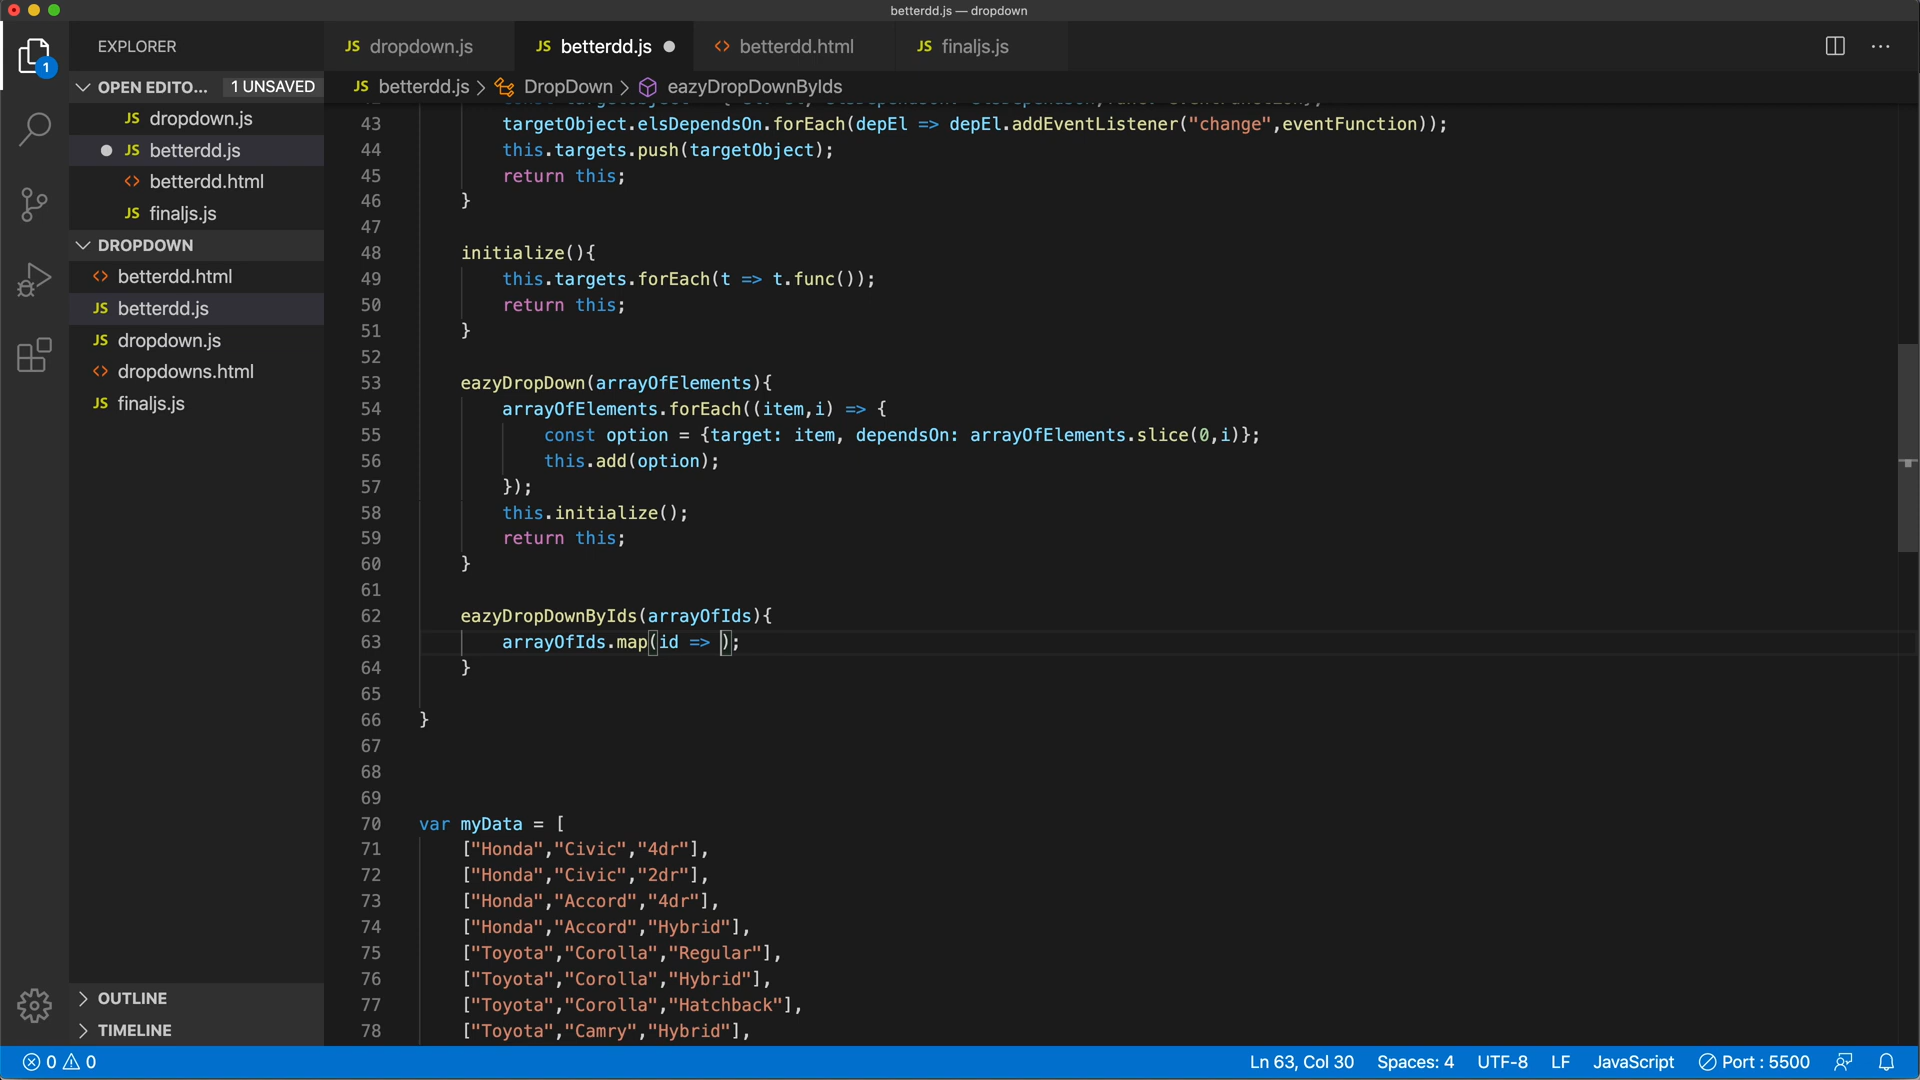 betterdd.js — dropdown
EXPLORER
JS dropdown.js
JS betterdd.js
<> betterdd.html
JS finaljs.js
OPEN EDITO... 1 UNSAVED
JS betterdd.js > DropDown > eazyDropDownByIds
1
JS dropdown.js
JS betterdd.js
<> betterdd.html
JS finaljs.js
DROPDOWN
<> betterdd.html
JS betterdd.js
JS dropdown.js
<> dropdowns.html
JS finaljs.js
OUTLINE
TIMELINE
43 targetObject.elsDependsOn.forEach(depEl => depEl.addEventListener("change",eventFunction));
44 this.targets.push(targetObject);
45 return this;
46 }
47
48 initialize(){
49 this.targets.forEach(t => t.func());
50 return this;
51 }
52
53 eazyDropDown(arrayOfElements){
54 arrayOfElements.forEach((item,i) => {
55 const option = {target: item, dependsOn: arrayOfElements.slice(0,i)};
56 this.add(option);
57 });
58 this.initialize();
59 return this;
60 }
61
62 eazyDropDownByIds(arrayOfIds){
63 arrayOfIds.map(id => );
64 }
65
66 }
67
68
69
70 var myData = [
71 ["Honda","Civic","4dr"],
72 ["Honda","Civic","2dr"],
73 ["Honda","Accord","4dr"],
74 ["Honda","Accord","Hybrid"],
75 ["Toyota","Corolla","Regular"],
76 ["Toyota","Corolla","Hybrid"],
77 ["Toyota","Corolla","Hatchback"],
78 ["Toyota","Camry","Hybrid"],
0 0 Ln 63, Col 30 Spaces: 4 UTF-8 LF JavaScript Port : 5500